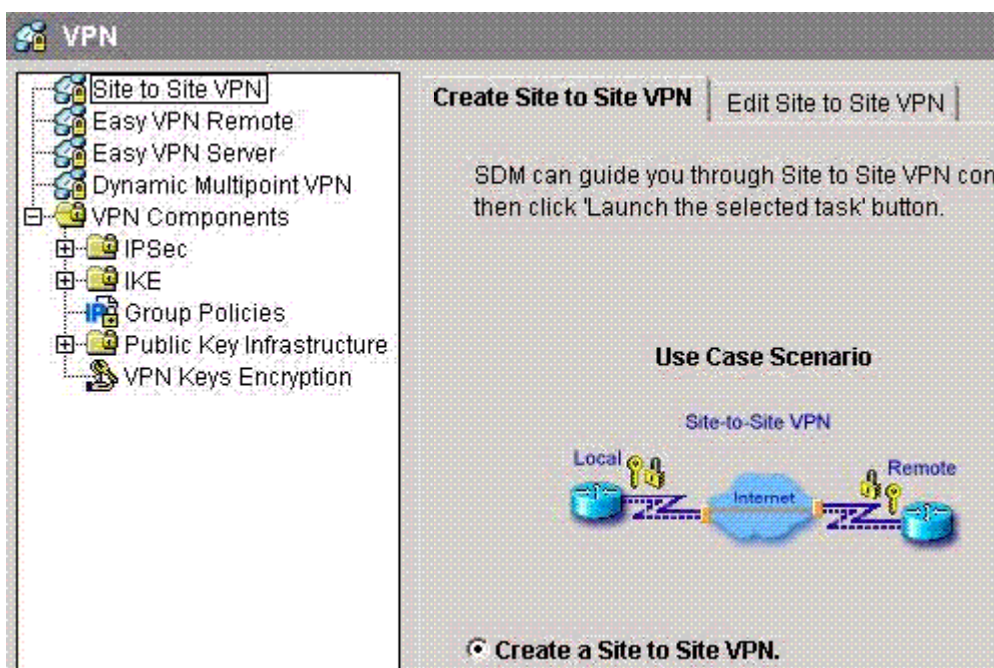 VPN
Site to Site VPN
Easy VPN Remote
Easy VPN Server
Dynamic Multipoint VPN
VPN Components
IPSec
IKE
Group Policies
Public Key Infrastructure
VPN Keys Encryption
Create Site to Site VPN
Edit Site to Site VPN
SDM can guide you through Site to Site VPN con
then click 'Launch the selected task' button.
Use Case Scenario
Site-to-Site VPN
Local
Remote
Internet
Create a Site to Site VPN.